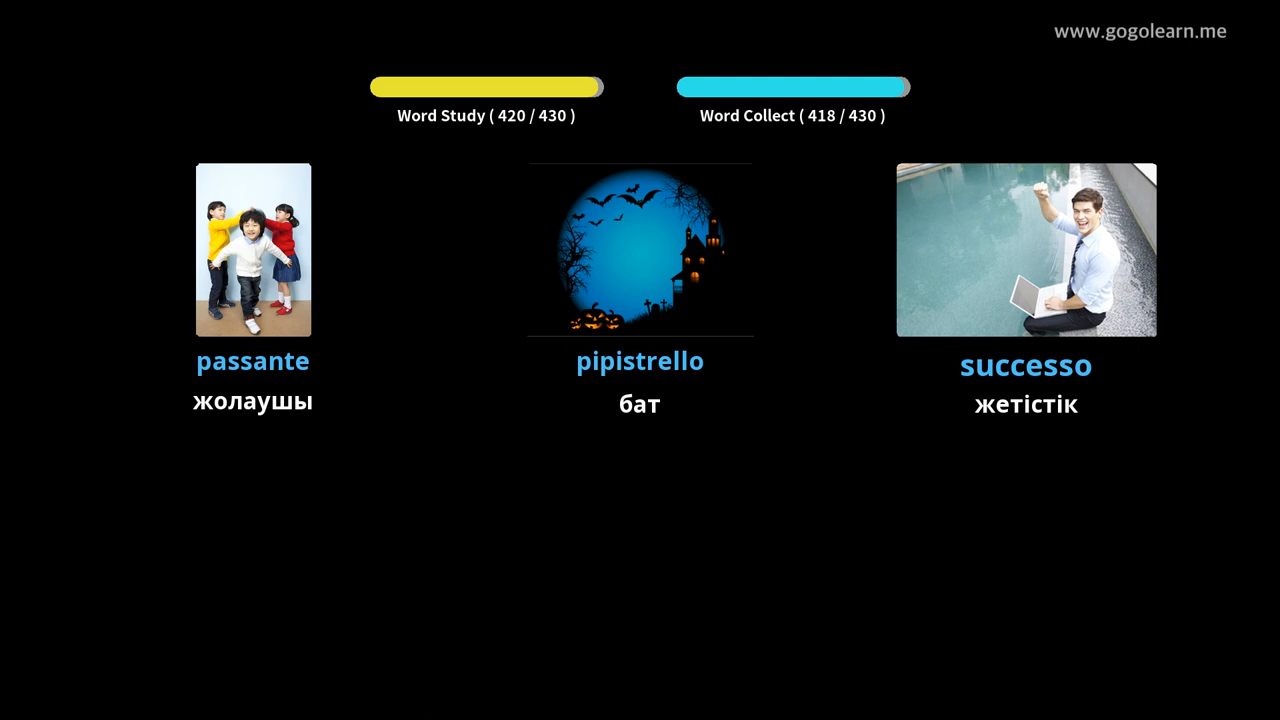 www.gogolearn.me
Word Study ( 420 / 430 )
Word Collect ( 418 / 430 )
passante
жолаушы
pipistrello
бат
successo
жетістік